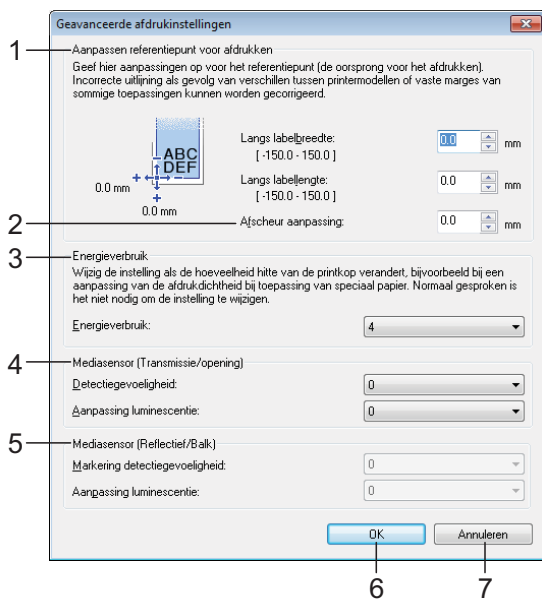 Geavanceerde afdrukinstellingen
1
Aanpassen referentiepunt voor afdrukken
Geef hier aanpassingen op voor het referentiepunt (de oorsprong voor het afdrukken).
Incorrecte uitlijning als gevolg van verschillen tussen printermodellen of vaste marges van
sommige toepassingen kunnen worden gecorrigeerd.
ABC
DEF
0.0 mm
0.0 mm
Langs labelbreedte:
0.0
mm
[ -150.0 - 150.0 ]
Langs labellengte:
0.0
mm
[ -150.0 - 150.0 ]
2
Afscheur aanpassing:
0.0
mm
3
Energieverbruik
Wijzig de instelling als de hoeveelheid hitte van de printkop verandert, bijvoorbeeld bij een
aanpassing van de afdrukdichtheid bij toepassing van speciaal papier. Normaal gesproken is
het niet nodig om de instelling te wijzigen.
Energieverbruik:
4
4
Mediasensor (Transmissie/opening)
Detectiegevoeligheid:
0
Aanpassing luminescentie:
0
5
Mediasensor (Reflectief/Balk)
Markering detectiegevoeligheid:
0
Aanpassing luminescentie:
0
OK
Annuleren
6
7